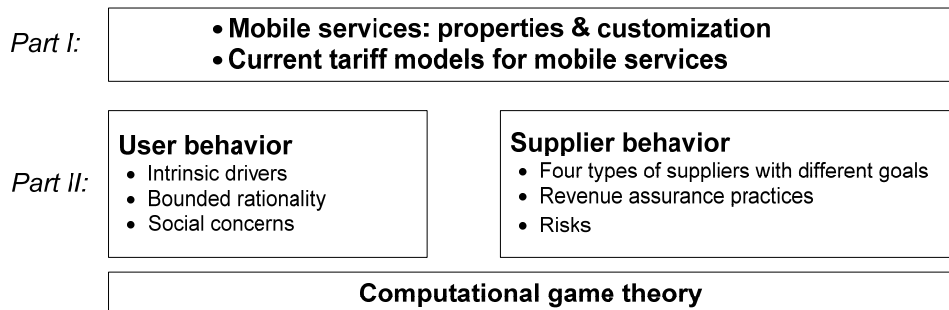 Part I:
• Mobile services: properties & customization
• Current tariff models for mobile services
Part II:
User behavior
• Intrinsic drivers
• Bounded rationality
• Social concerns
Supplier behavior
• Four types of suppliers with different goals
• Revenue assurance practices
• Risks
Computational game theory